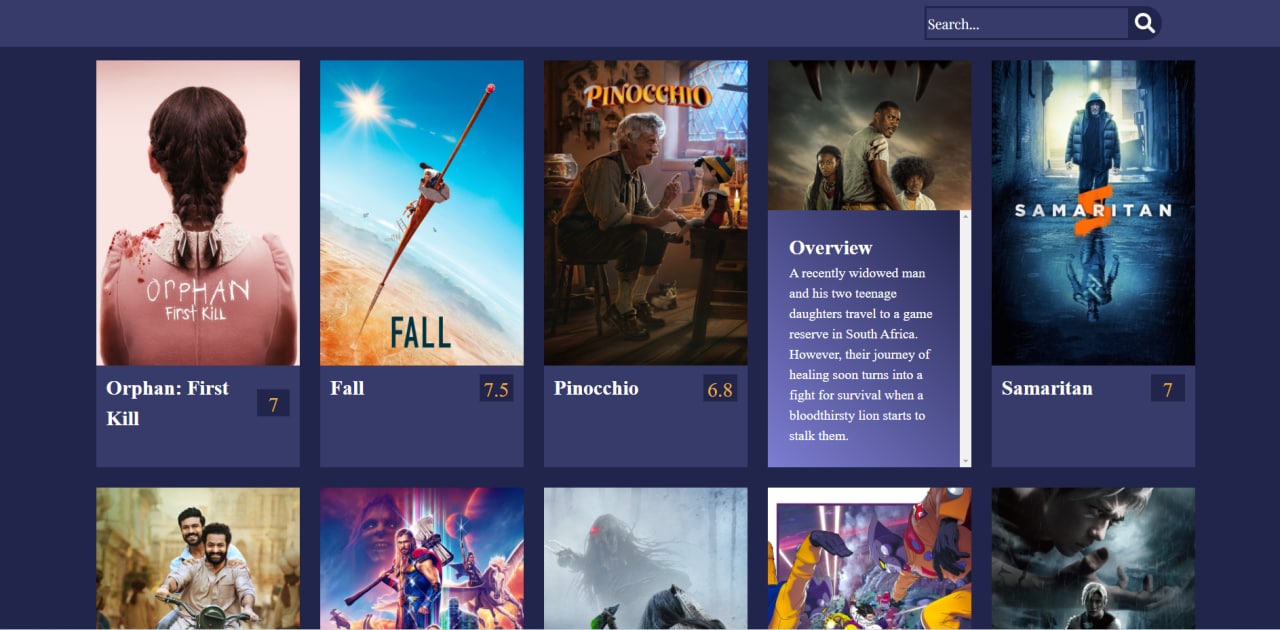 Search...
PINOCCHIO
SAMARITAN
Overview
A recently widowed man
and his two teenage
daughters travel to a game
reserve in South Africa.
However, their journey of
healing soon turns into a
fight for survival when a
bloodthirsty lion starts to
stalk them.
ORPHAN
First Kill
FALL
Orphan: First
Kill
7
Fall
7.5
Pinocchio
6.8
Samaritan
7